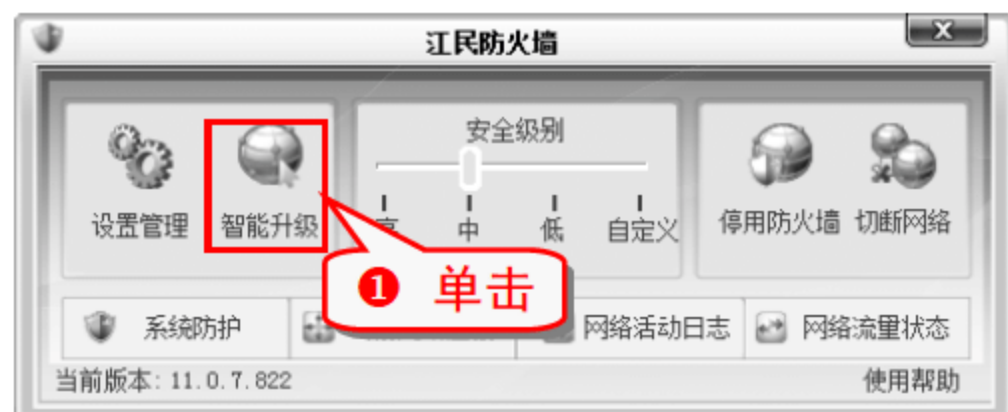 江民防火墙
安全级别
设置管理 智能升级 高 中 低 自定义 停用防火墙 切断网络
❶ 单击
系统防护 网络活动日志 网络流量状态
当前版本: 11.0.7.822 使用帮助